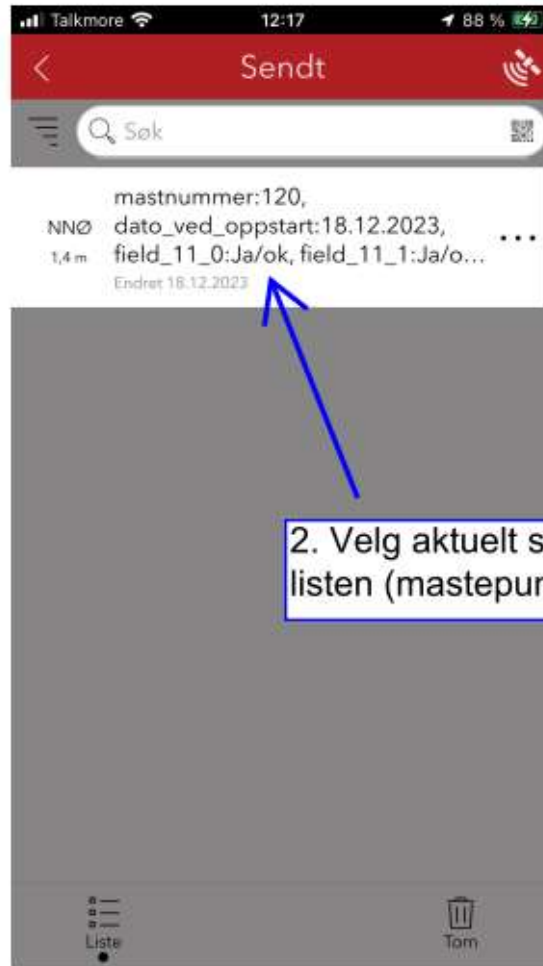 Talkmore 12:17 88 %
Sendt
Søk
mastnummer:120,
NNØ dato_ved_oppstart:18.12.2023,
1,4 m field_11_0:Ja/ok, field_11_1:Ja/o...
Endret 18.12.2023
2. Velg aktuelt s
listen (mastepun
Liste Tom